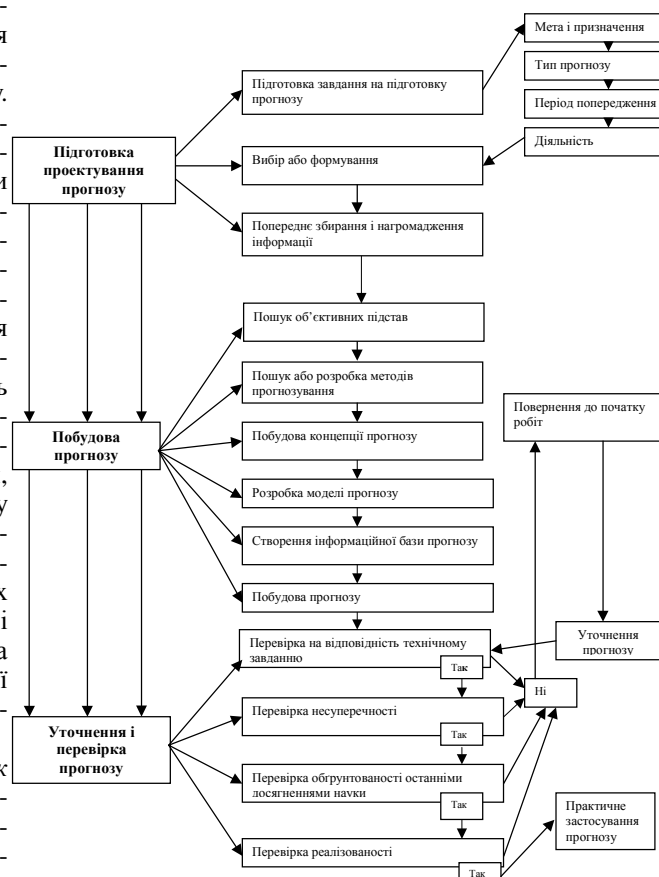 Мета і призначення
Тип прогнозу
Період попередження
Діяльність
Підготовка завдання на підготовку
прогнозу
Підготовка
проектування
прогнозу
Вибір або формування
Попереднє збирання і нагромадження
інформації
Пошук об’єктивних підстав
Пошук або розробка методів
прогнозування
Повернення до початку
робіт
Побудова
прогнозу
Побудова концепції прогнозу
Розробка моделі прогнозу
Створення інформаційної бази прогнозу
Побудова прогнозу
Перевірка на відповідність технічному
завданню
Так
Уточнення
прогнозу
Ні
Уточнення і
перевірка
прогнозу
Перевірка несуперечності
Так
Перевірка обґрунтованості останніми
досягненнями науки
Так
Перевірка реалізованості
Так
Практичне
застосування
прогнозу